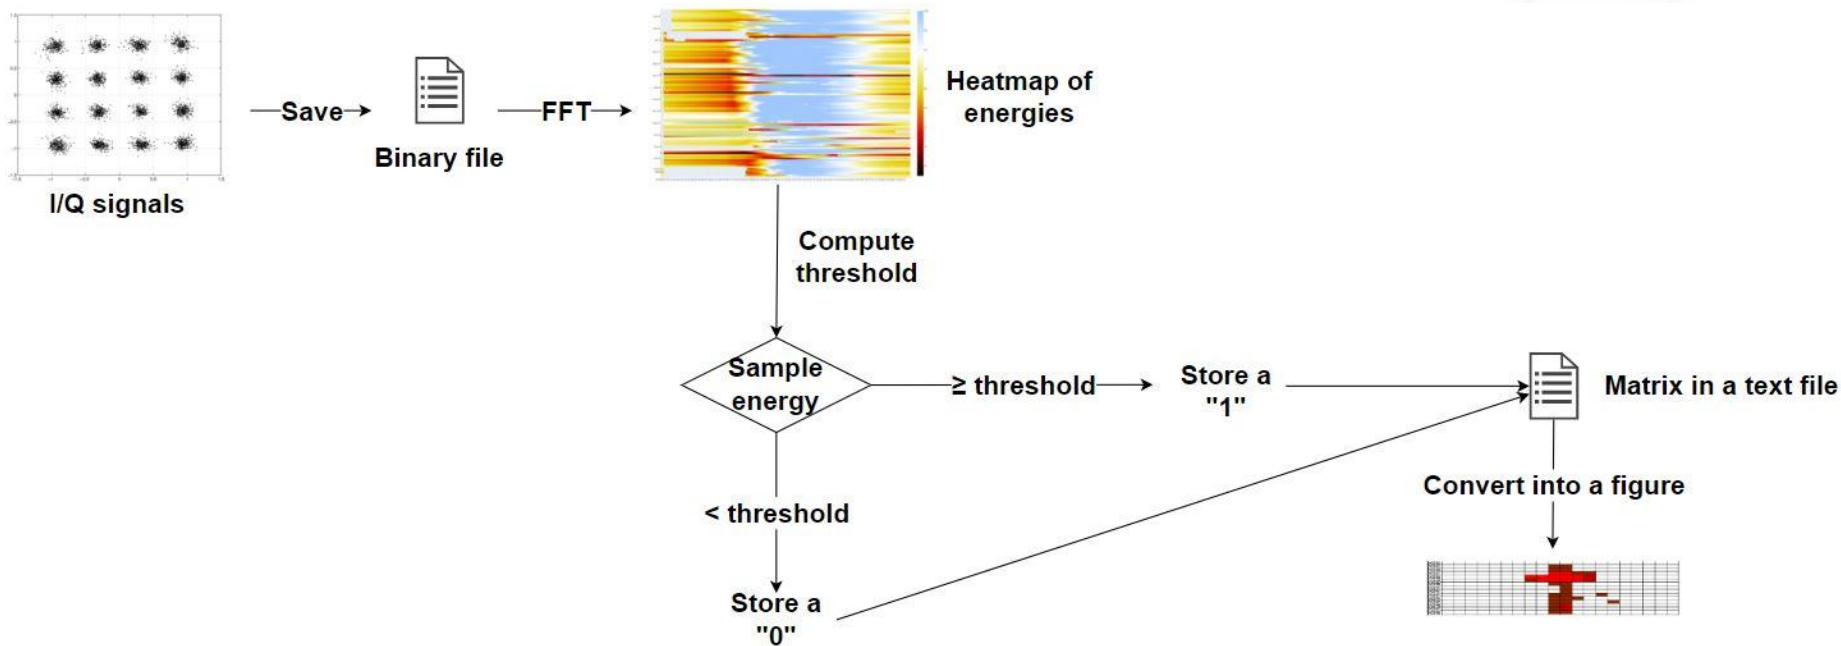 I/Q signals
Save
Binary file
FFT
Heatmap of
energies
Compute
threshold
Sample
energy
≥ threshold
Store a
"1"
Matrix in a text file
< threshold
Store a
"0"
Convert into a figure